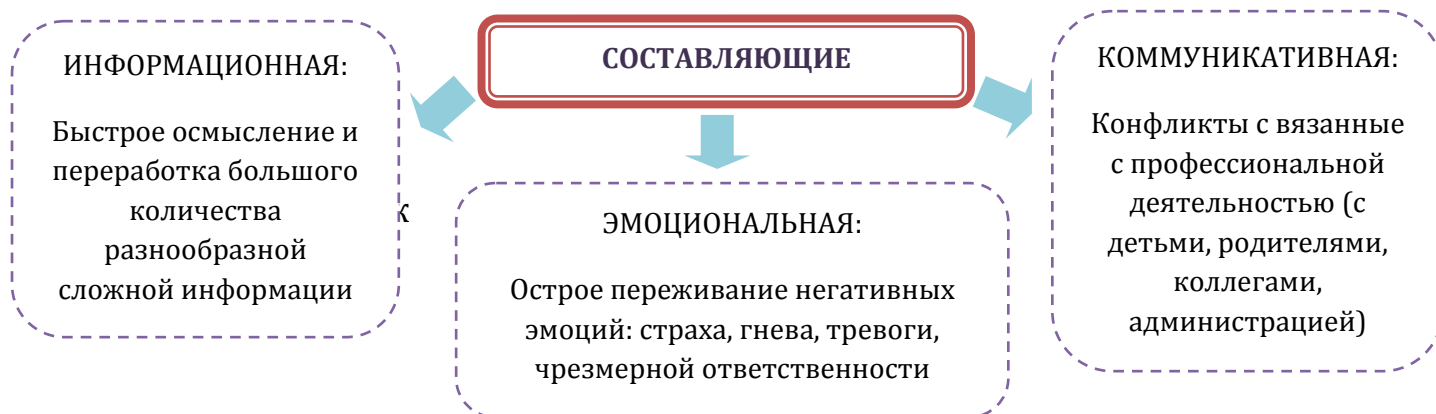 СОСТАВЛЯЮЩИЕ
ИНФОРМАЦИОННАЯ:
Быстрое осмысление и
переработка большого
количества
разнообразной
сложной информации
к
ЭМОЦИОНАЛЬНАЯ:
Острое переживание негативных
эмоций: страха, гнева, тревоги,
чрезмерной ответственности
КОММУНИКАТИВНАЯ:
Конфликты с вязанные
с профессиональной
деятельностью (с
детьми, родителями,
коллегами,
администрацией)